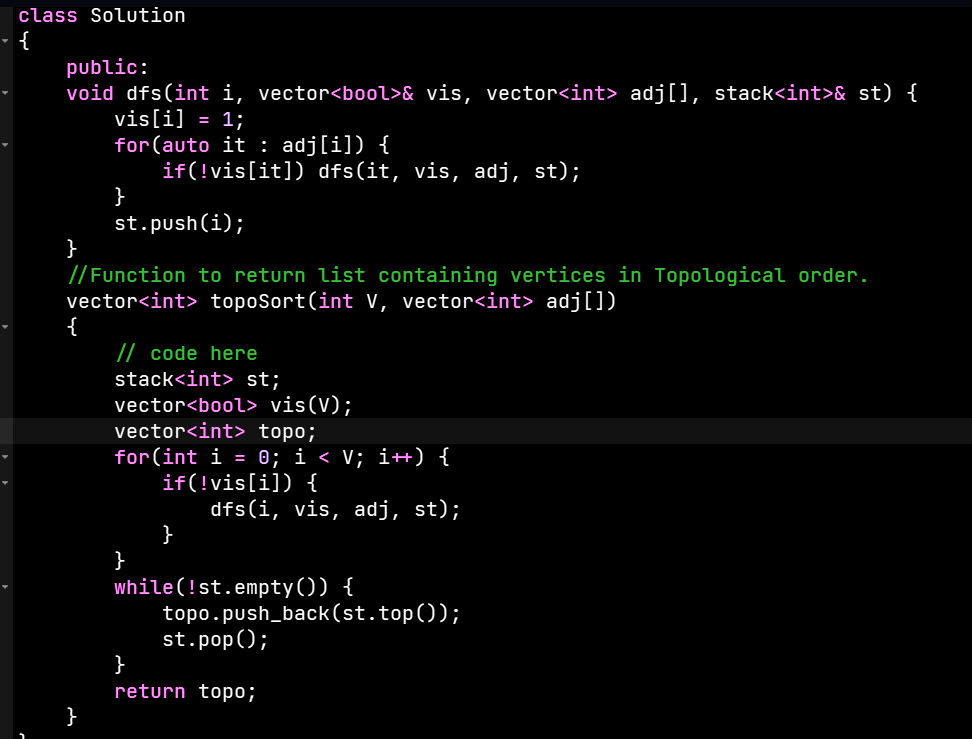 class Solution
{
    public:
    void dfs(int i, vector<bool>& vis, vector<int> adj[], stack<int>& st) {
        vis[i] = 1;
        for(auto it : adj[i]) {
            if(!vis[it]) dfs(it, vis, adj, st);
        }
        st.push(i);
    }
    //Function to return list containing vertices in Topological order.
    vector<int> topoSort(int V, vector<int> adj[])
    {
        // code here
        stack<int> st;
        vector<bool> vis(V);
        vector<int> topo;
        for(int i = 0; i < V; i++) {
            if(!vis[i]) {
                dfs(i, vis, adj, st);
            }
        }
        while(!st.empty()) {
            topo.push_back(st.top());
            st.pop();
        }
        return topo;
    }